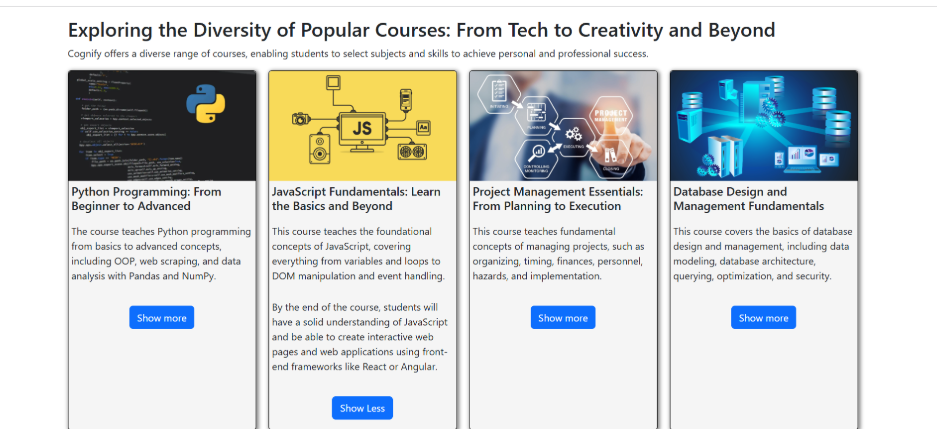 Exploring the Diversity of Popular Courses: From Tech to Creativity and Beyond
Cognify offers a diverse range of courses, enabling students to select subjects and skills to achieve personal and professional success.
Python Programming: From
Beginner to Advanced
The course teaches Python programming
from basics to advanced concepts,
including OOP, web scraping, and data
analysis with Pandas and NumPy.
Show more
JS
Ae
JavaScript Fundamentals: Learn
the Basics and Beyond
This course teaches the foundational
concepts of JavaScript, covering
everything from variables and loops to
DOM manipulation and event handling.
By the end of the course, students will
have a solid understanding of JavaScript
and be able to create interactive web
pages and web applications using front-
end frameworks like React or Angular.
Show Less
PLANNING
EXECUTING
CONTROLLING
MONITORING
PROJECT
MANAGEMENT
Project Management Essentials:
From Planning to Execution
This course teaches fundamental
concepts of managing projects, such as
organizing, timing, finances, personnel,
hazards, and implementation.
Show more
Database Design and
Management Fundamentals
This course covers the basics of database
design and management, including data
modeling, database architecture,
querying, optimization, and security.
Show more